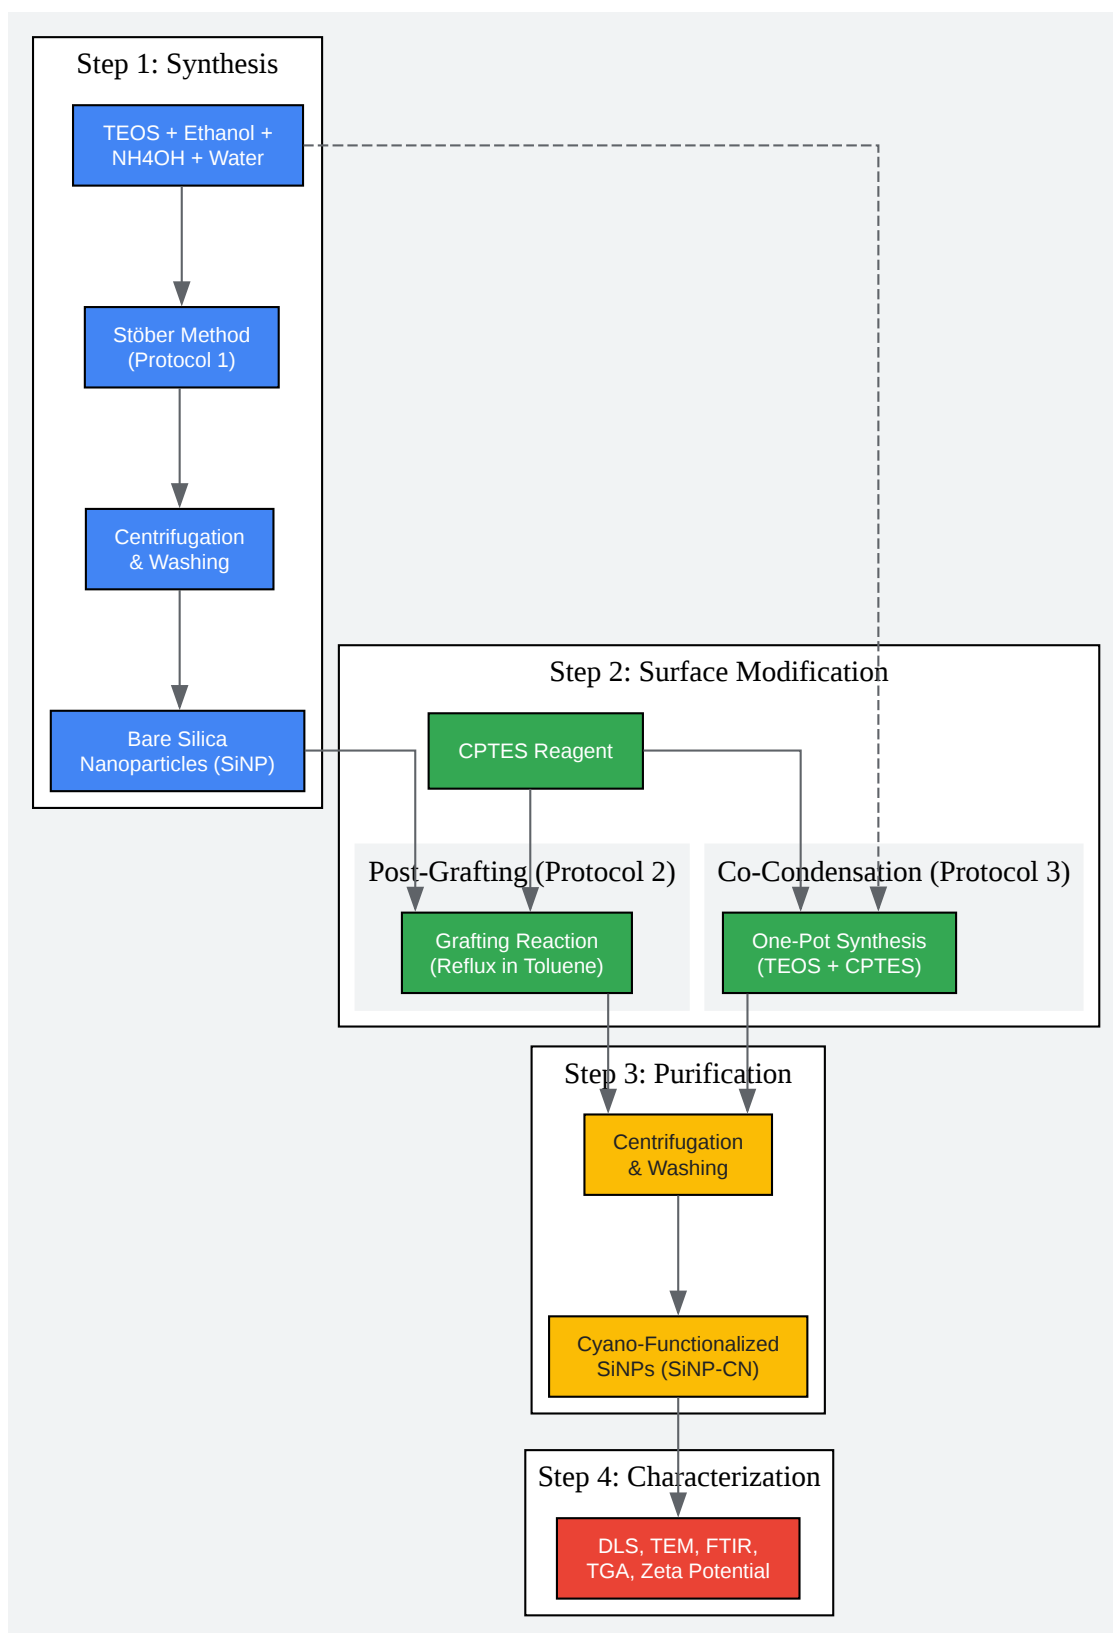 Step 1: Synthesis
TEOS + Ethanol +
NH4OH + Water
Stöber Method
(Protocol 1)
Centrifugation
& Washing
Bare Silica
Nanoparticles (SiNP)
Step 2: Surface Modification
CPTES Reagent
Post-Grafting (Protocol 2)
Grafting Reaction
(Reflux in Toluene)
Co-Condensation (Protocol 3)
One-Pot Synthesis
(TEOS + CPTES)
Step 3: Purification
Centrifugation
& Washing
Cyano-Functionalized
SiNPs (SiNP-CN)
Step 4: Characterization
DLS, TEM, FTIR,
TGA, Zeta Potential